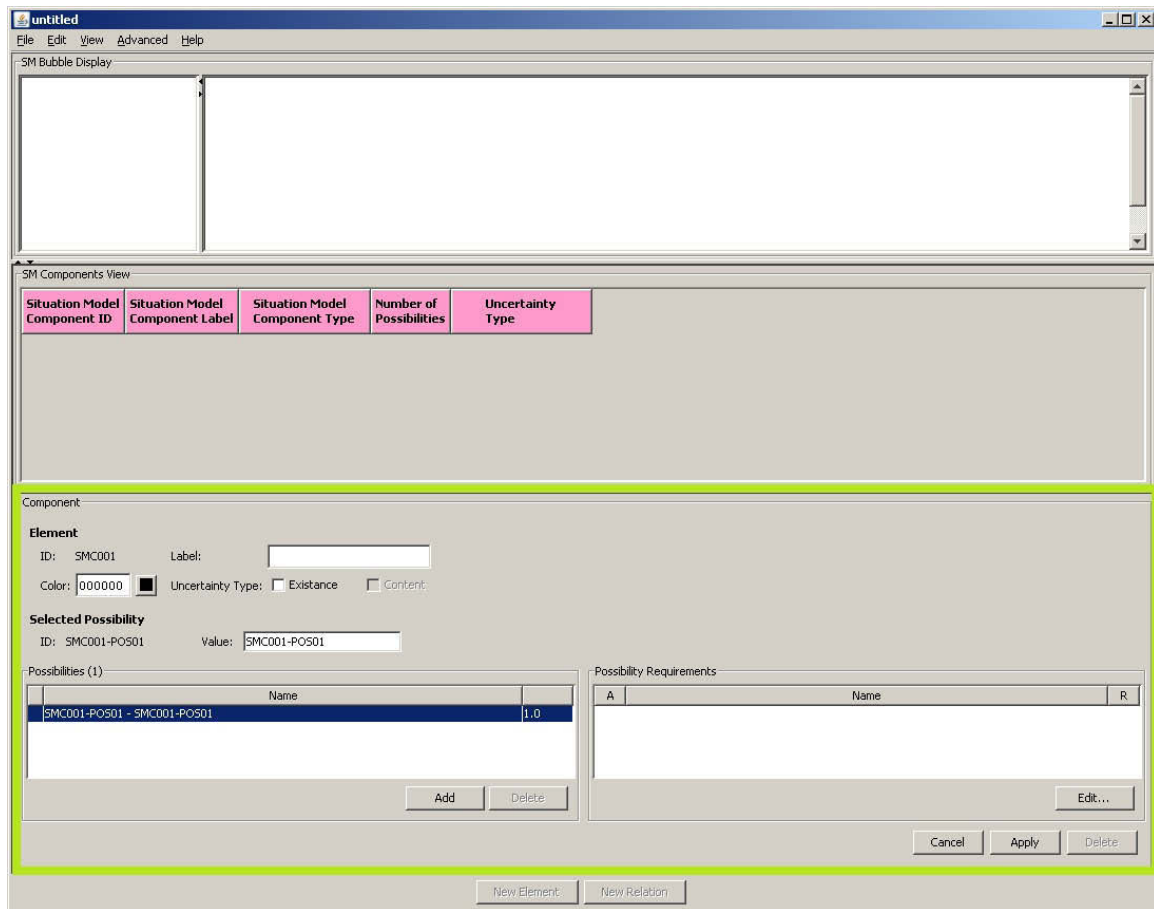 untitled
File Edit View Advanced Help
SM Bubble Display
SM Components View
Situation Model Component ID
Situation Model Component Label
Situation Model Component Type
Number of Possibilities
Uncertainty Type
Component
Element
ID: SMC001 Label:
Color: 000000 Uncertainty Type: Existance Content
Selected Possibility
ID: SMC001-POS01 Value: SMC001-POS01
Possibilities (1)
Name
SMC001-POS01 - SMC001-POS01 1.0
Add Delete
Possibility Requirements
A Name R
Edit...
Cancel Apply Delete
New Element New Relation